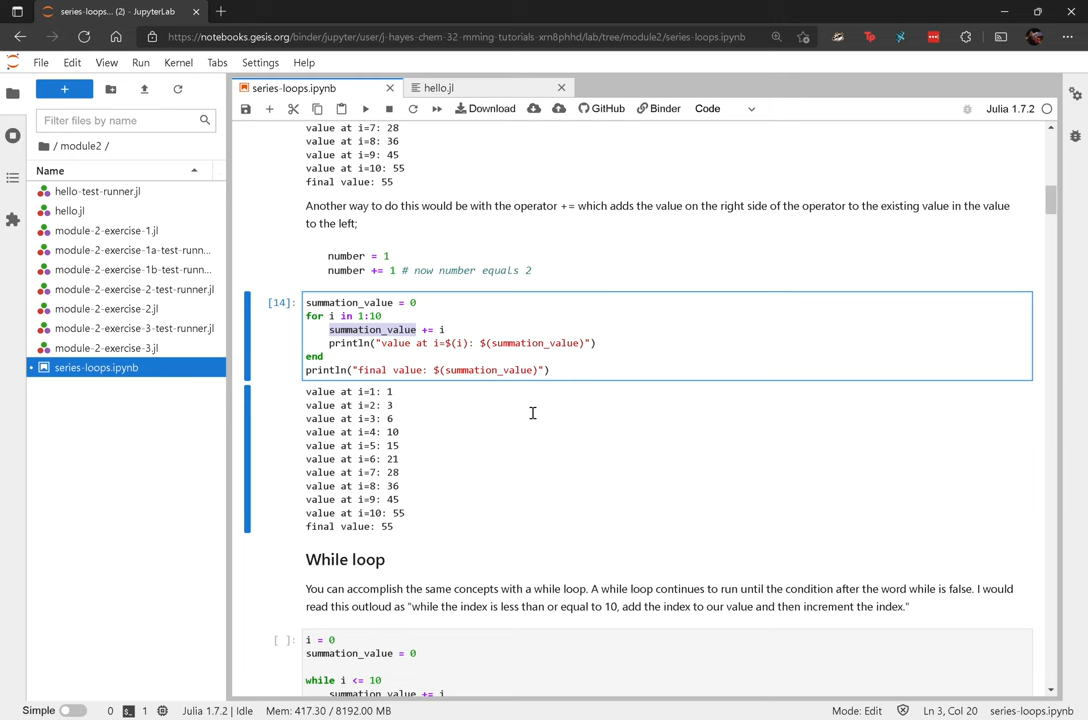 series-loops... (2) - JupyterLab
https://notebooks.gesis.org/binder/jupyter/user/j-hayes-chem-32-mming-tutorials-xrn8phhd/lab/tree/module2/series-loops.ipynb
File Edit View Run Kernel Tabs Settings Help
series-loops.ipynb
hello.jl
Download GitHub Binder Code Julia 1.7.2
Filter files by name
/ module2 /
Name
hello-test-runner.jl
hello.jl
module-2-exercise-1.jl
module-2-exercise-1a-test-runn...
module-2-exercise-1b-test-runn...
module-2-exercise-2-test-runner.jl
module-2-exercise-2.jl
module-2-exercise-3-test-runner.jl
module-2-exercise-3.jl
series-loops.ipynb
value at i=7: 28
value at i=8: 36
value at i=9: 45
value at i=10: 55
final value: 55
Another way to do this would be with the operator += which adds the value on the right side of the operator to the existing value in the value
to the left;
number = 1
number += 1 # now number equals 2
[14]: summation_value = 0
for i in 1:10
summation_value += i
println("value at i=$(i): $(summation_value)")
end
println("final value: $(summation_value)")
value at i=1: 1
value at i=2: 3
value at i=3: 6
value at i=4: 10
value at i=5: 15
value at i=6: 21
value at i=7: 28
value at i=8: 36
value at i=9: 45
value at i=10: 55
final value: 55
While loop
You can accomplish the same concepts with a while loop. A while loop continues to run until the condition after the word while is false. I would
read this outloud as "while the index is less than or equal to 10, add the index to our value and then increment the index."
[ ]: i = 0
summation_value = 0
while i <= 10
summation_value += i
Simple 0 1 Julia 1.7.2 | Idle Mem: 417.30 / 8192.00 MB Mode: Edit Ln 3, Col 20 series-loops.ipynb